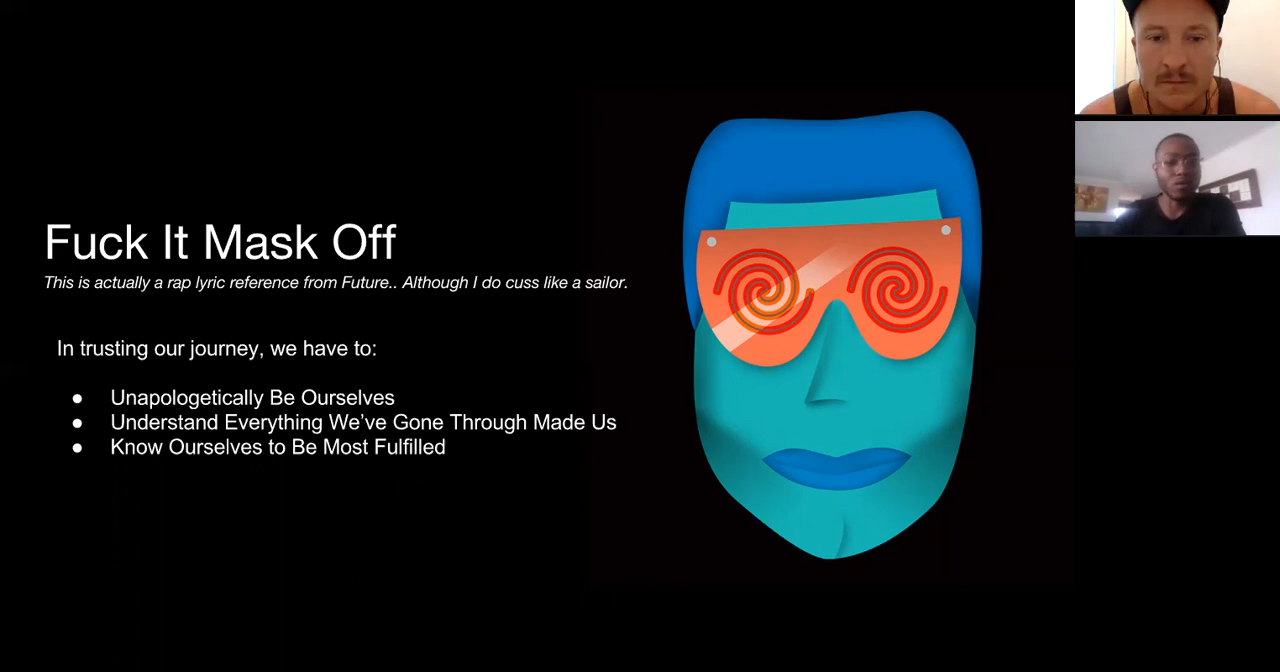 Fuck It Mask Off
This is actually a rap lyric reference from Future.. Although I do cuss like a sailor.
In trusting our journey, we have to:
● Unapologetically Be Ourselves
● Understand Everything We’ve Gone Through Made Us
● Know Ourselves to Be Most Fulfilled